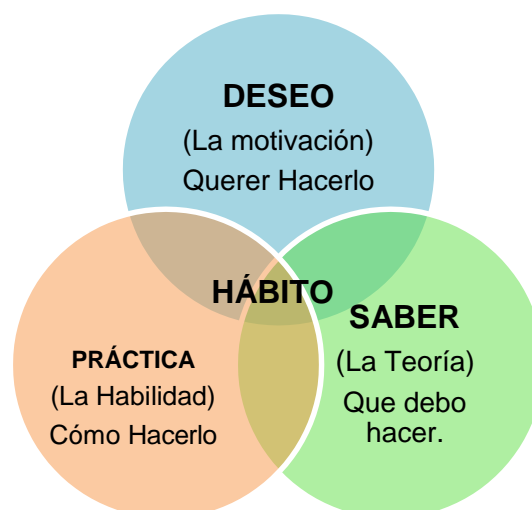 DESEO
(La motivación)
Querer Hacerlo
HÁBITO
PRÁCTICA
(La Habilidad)
Cómo Hacerlo
SABER
(La Teoría)
Que debo
hacer.